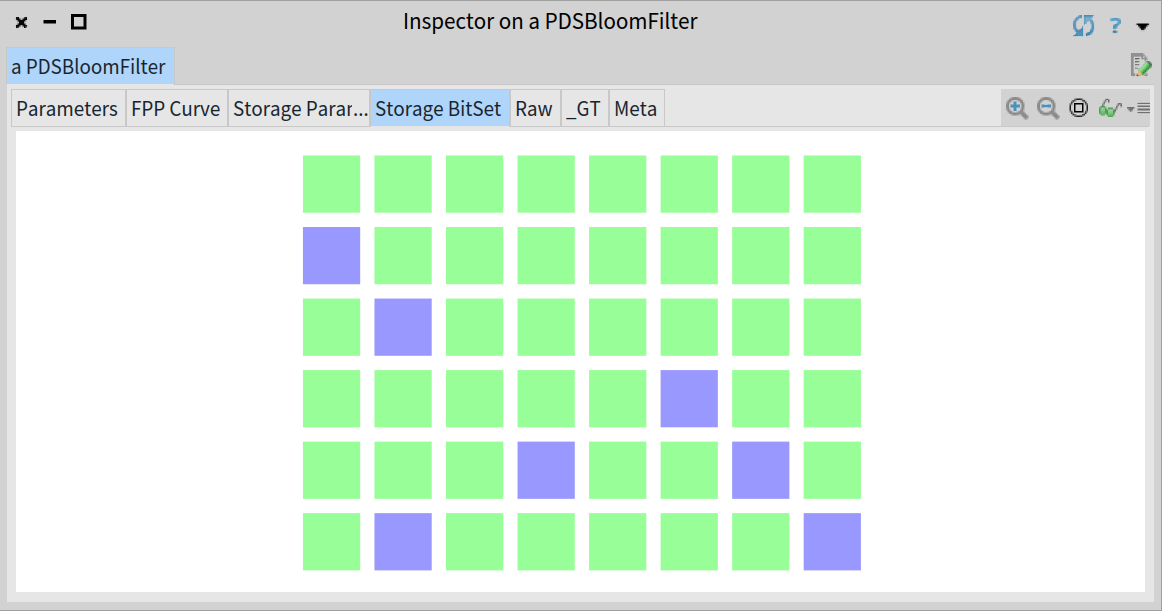 Inspector on a PDSBloomFilter
?
a PDSBloomFilter
Parameters FPP Curve Storage Parar... Storage BitSet Raw _GT Meta